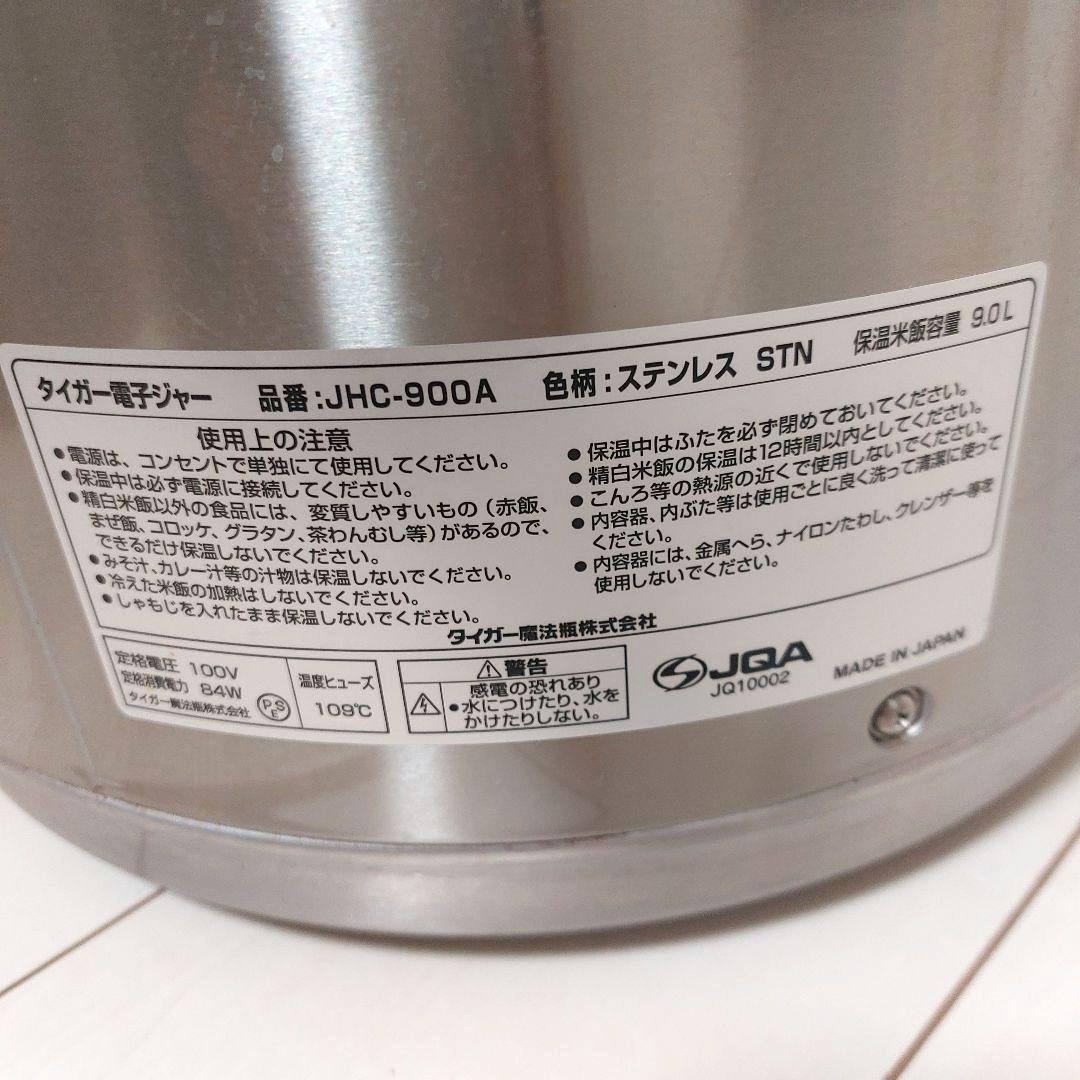 タイガー電子ジャー 品番:JHC-900A 色柄:ステンレス STN 保温米飯容量 9.0L
使用上の注意
●電源は、コンセントで単独にて使用してください。
●保温中は必ず電源に接続してください。
●精白米飯以外の食品には、変質しやすいもの(赤飯、
まぜ飯、コロッケ、グラタン、茶わんむし等)があるので、
できるだけ保温しないでください。
●みそ汁、カレー汁等の汁物は保温しないでください。
●冷えた米飯の加熱はしないでください。
●しゃもじを入れたまま保温しないでください。
●保温中はふたを必ず閉めておいてください。
●精白米飯の保温は12時間以内としてください。
●こんろ等の熱源の近くで使用しないでください。
●内容器、内ぶた等は使用ごとに良く洗って清潔に使って
ください。
●内容器には、金属へら、ナイロンたわし、クレンザー等を
使用しないでください。
タイガー魔法瓶株式会社
定格電圧 100V
定格消費電力 84W
タイガー魔法瓶株式会社
PSE
温度ヒューズ
109℃
警告
感電の恐れあり
●水につけたり、水を
かけたりしない。
JQA
JQ10002
MADE IN JAPAN